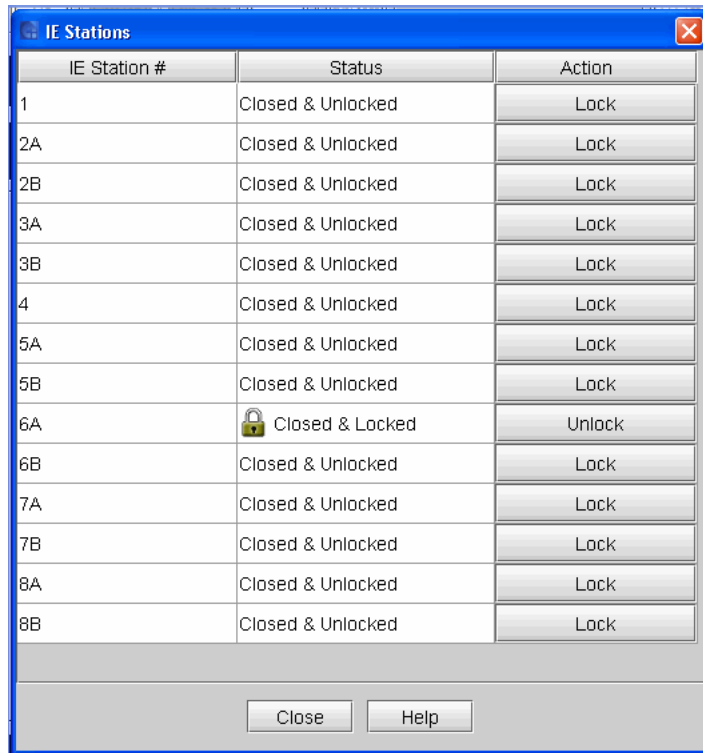 IE Stations
IE Station # Status Action
1 Closed & Unlocked Lock
2A Closed & Unlocked Lock
2B Closed & Unlocked Lock
3A Closed & Unlocked Lock
3B Closed & Unlocked Lock
4 Closed & Unlocked Lock
5A Closed & Unlocked Lock
5B Closed & Unlocked Lock
6A Closed & Locked Unlock
6B Closed & Unlocked Lock
7A Closed & Unlocked Lock
7B Closed & Unlocked Lock
8A Closed & Unlocked Lock
8B Closed & Unlocked Lock
Close Help